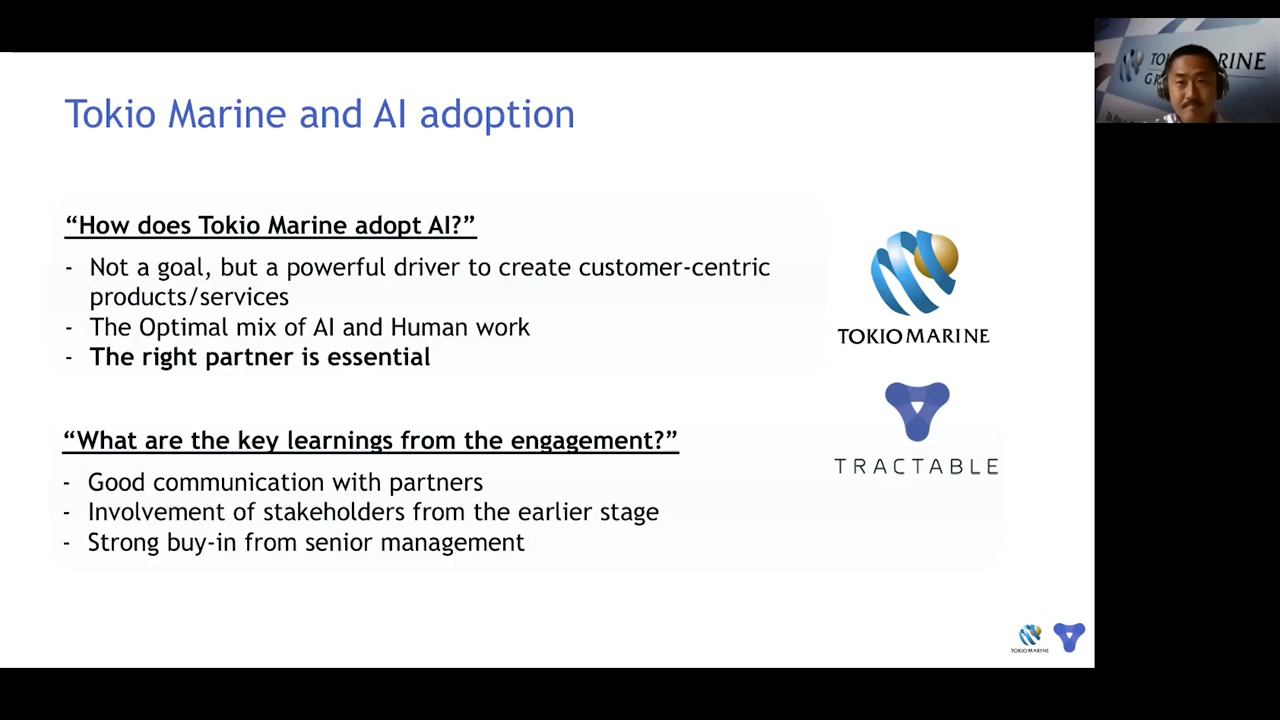 Tokio Marine and AI adoption
“How does Tokio Marine adopt AI?”
- Not a goal, but a powerful driver to create customer-centric
products/services
- The Optimal mix of AI and Human work
- The right partner is essential
TOKIO MARINE
TRACTABLE
“What are the key learnings from the engagement?”
- Good communication with partners
- Involvement of stakeholders from the earlier stage
- Strong buy-in from senior management
TOKIO MARINE